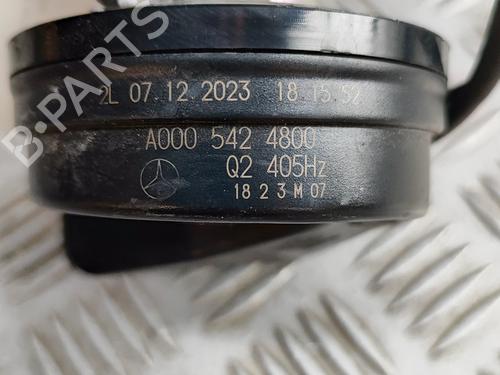 B-PARTS
2L 07.12 2023 18.15.52
A000 542 4800
Q2 405Hz
18 2 3 M 07